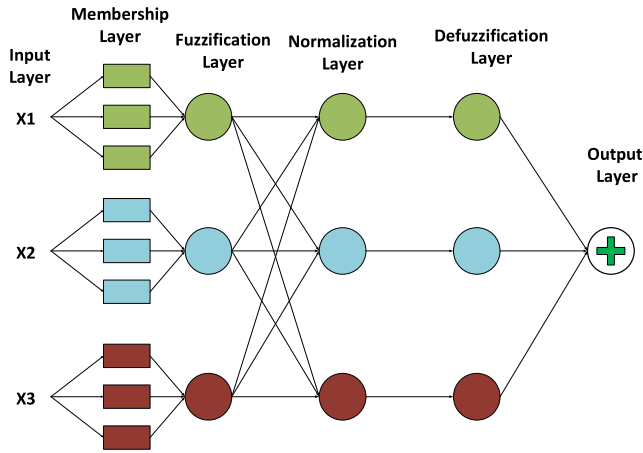 Membership
Layer
Input
Layer
Fuzzification
Layer
Normalization
Layer
Defuzzification
Layer
Output
Layer
X1
X2
X3